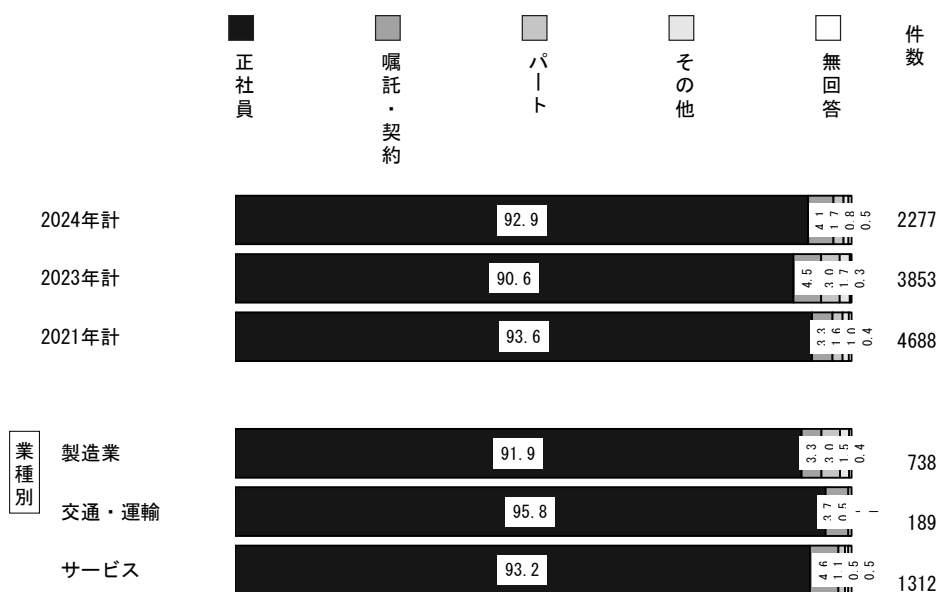 正社員
嘱託・契約
パート
その他
無回答
件数
2024年計 92.9 4.1 1.7 0.8 0.5 2277
2023年計 90.6 4.5 3.0 1.7 0.3 3853
2021年計 93.6 3.3 1.6 1.0 0.4 4688
業種別
製造業 91.9 3.3 3.0 1.5 0.4 738
交通・運輸 95.8 3.7 0.5 - - 189
サービス 93.2 4.6 1.1 0.5 0.5 1312